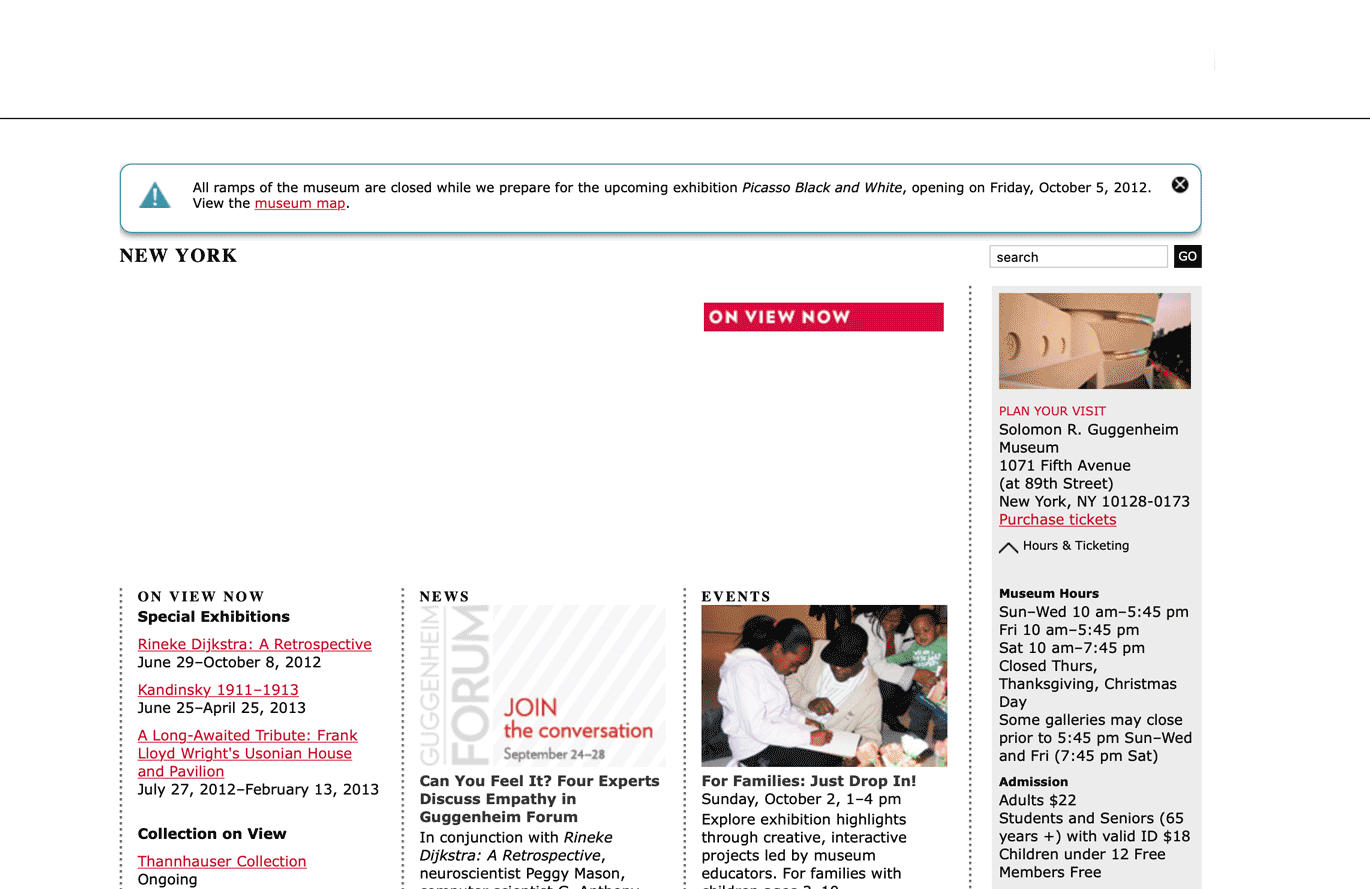 All ramps of the museum are closed while we prepare for the upcoming exhibition Picasso Black and White, opening on Friday, October 5, 2012.
View the museum map.
NEW YORK
search
GO
ON VIEW NOW
ON VIEW NOW
Special Exhibitions
Rineke Dijkstra: A Retrospective
June 29–October 8, 2012
Kandinsky 1911–1913
June 25–April 25, 2013
A Long-Awaited Tribute: Frank
Lloyd Wright's Usonian House
and Pavilion
July 27, 2012–February 13, 2013
Collection on View
Thannhauser Collection
Ongoing
NEWS
GUGGENHEIM
FORUM
JOIN
the conversation
September 24–28
Can You Feel It? Four Experts
Discuss Empathy in
Guggenheim Forum
In conjunction with Rineke
Dijkstra: A Retrospective,
neuroscientist Peggy Mason,
computer scientist G. Anthony
EVENTS
For Families: Just Drop In!
Sunday, October 2, 1–4 pm
Explore exhibition highlights
through creative, interactive
projects led by museum
educators. For families with
children ages 3–10
PLAN YOUR VISIT
Solomon R. Guggenheim
Museum
1071 Fifth Avenue
(at 89th Street)
New York, NY 10128-0173
Purchase tickets
Hours & Ticketing
Museum Hours
Sun–Wed 10 am–5:45 pm
Fri 10 am–5:45 pm
Sat 10 am–7:45 pm
Closed Thurs,
Thanksgiving, Christmas
Day
Some galleries may close
prior to 5:45 pm Sun–Wed
and Fri (7:45 pm Sat)
Admission
Adults $22
Students and Seniors (65
years +) with valid ID $18
Children under 12 Free
Members Free